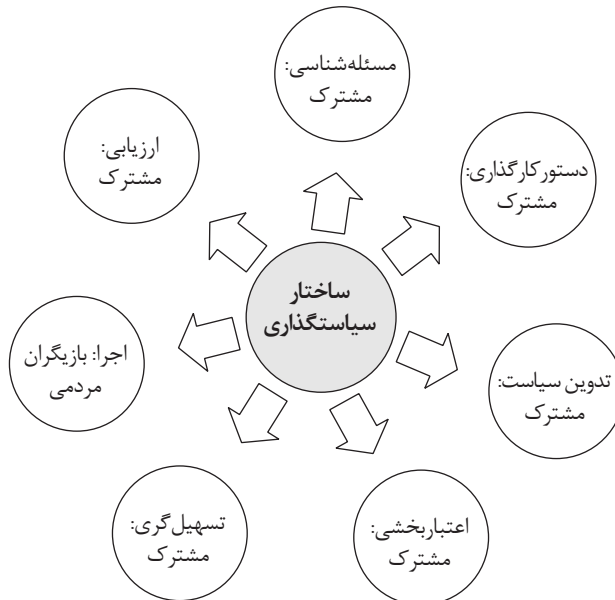 مسئله‌شناسی:
مشترک
دستورکارگذاری:
مشترک
تدوین سیاست:
مشترک
اعتباربخشی:
مشترک
تسهیل‌گری:
مشترک
اجرا: بازیگران
مردمی
ارزیابی:
مشترک
ساختار
سیاستگذاری